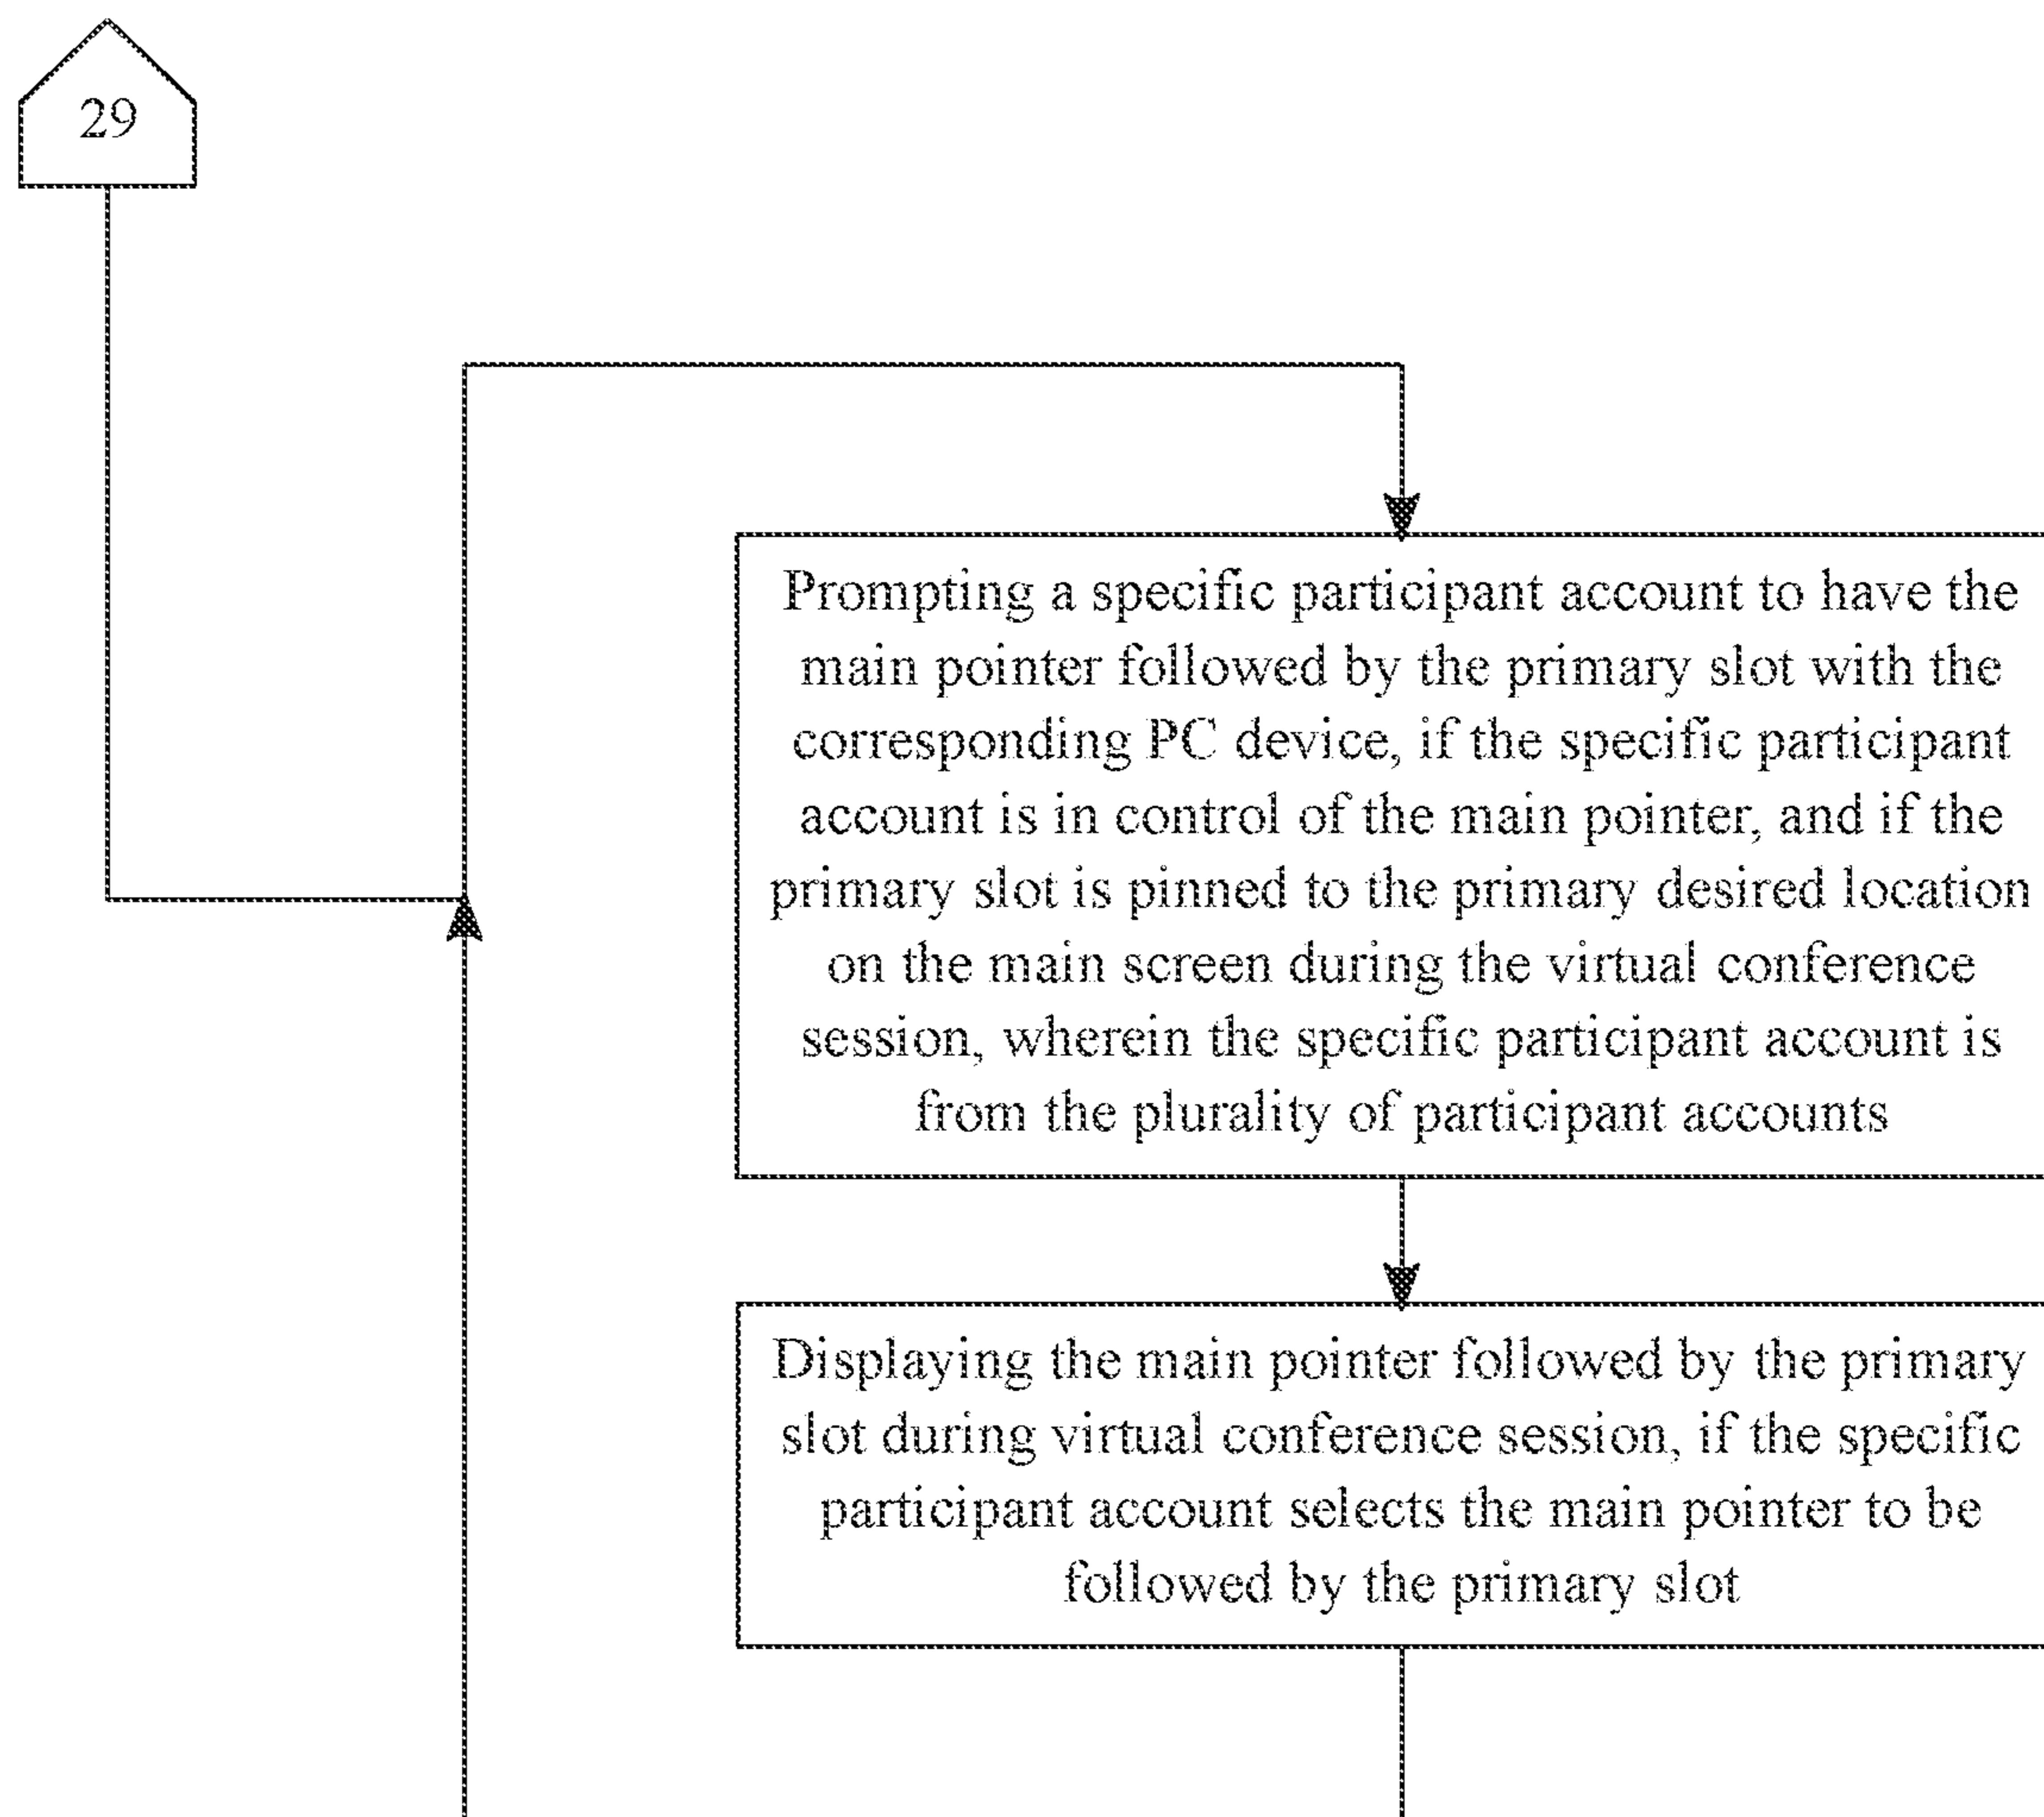 29
Prompting a specific participant account to have the
main pointer followed by the primary slot with the
corresponding PC device, if the specific participant
account is in control of the main pointer, and if the
primary slot is pinned to the primary desired location
on the main screen during the virtual conference
session, wherein the specific participant account is
from the plurality of participant accounts
Displaying the main pointer followed by the primary
slot during virtual conference session, if the specific
participant account selects the main pointer to be
followed by the primary slot